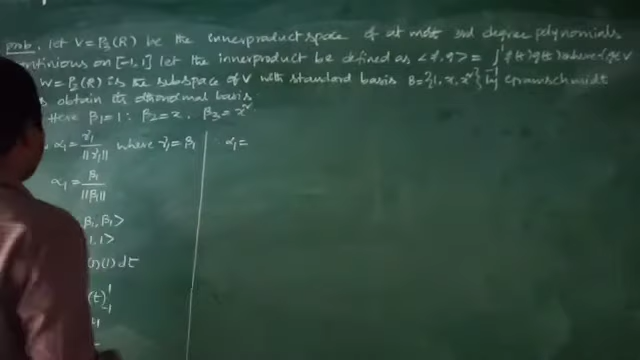 prob. let V = P3(R) be the innerproduct space of at most 3rd degree polynomials
continious on [-1,1] let the innerproduct be defined as <f,g> = ∫ f(t)g(t)
W = P2(R) is the subspace of V with standard basis B = {1, x, x²} by gramschmidt
obtain the orthonormal basis.
Here β1 = 1 : β2 = x , β3 = x²
α1 = γ1/||γ1|| where γ1 = β1
α1 = β1/||β1||
β1, β1>
1, 1>
(1)(1) dt
(t)¹₋₁
α1 =